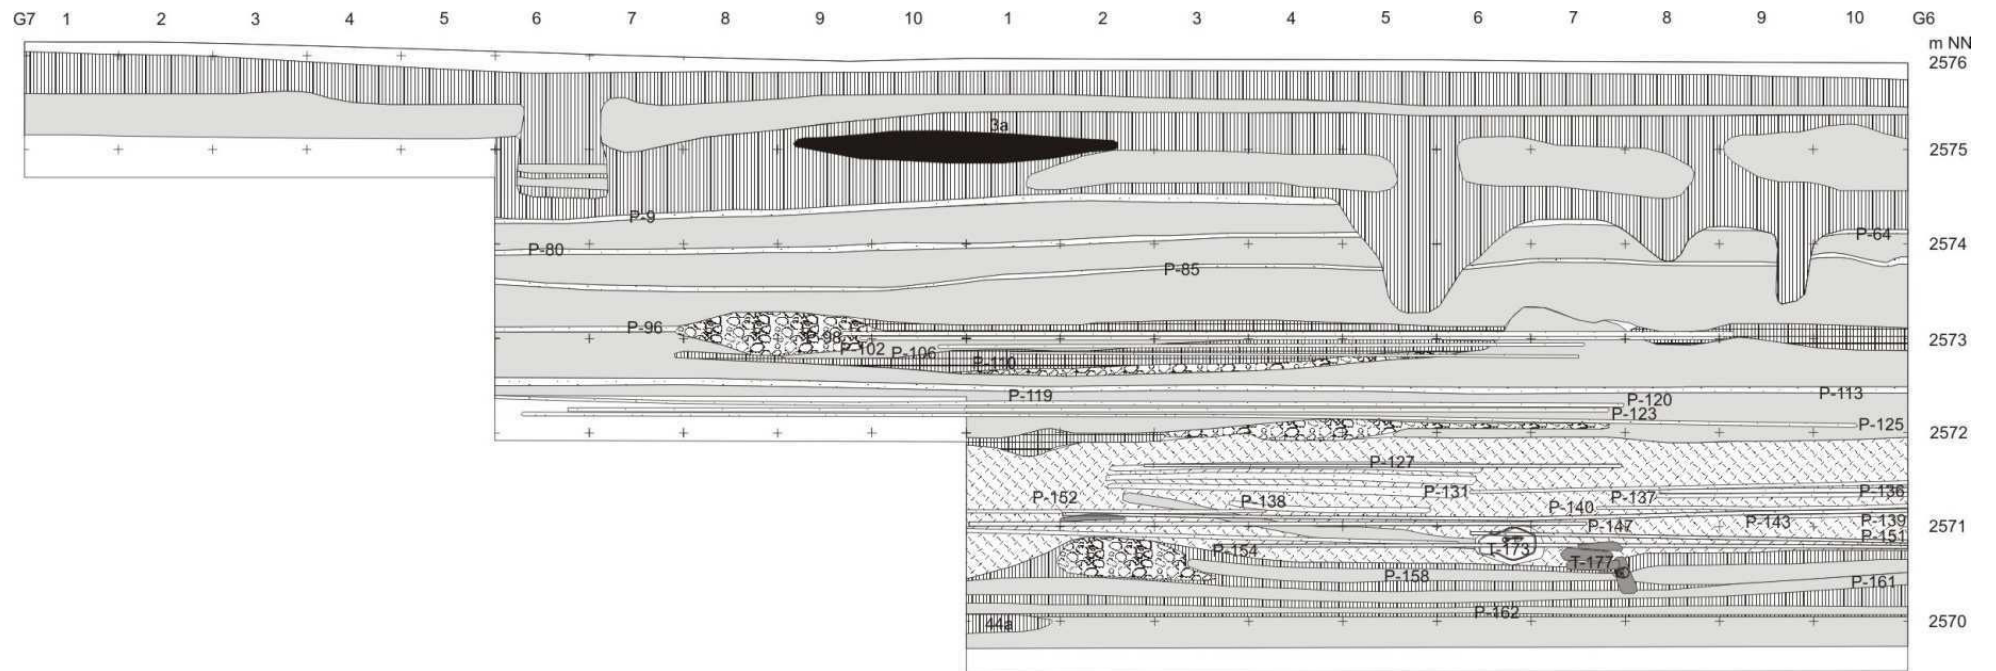 G7 1 2 3 4 5 6 7 8 9 10 1 2 3 4 5 6 7 8 9 10 G6
m NN
2576
3a
2575
P-9
P-64
P-80
2574
P-85
P-96
P-98
2573
P-102
P-106
P-110
P-119
P-113
P-120
P-123
P-125
2572
P-127
P-152
P-138
P-131
P-137
P-136
P-140
P-147
P-143
P-139
2571
P-151
P-154
T-173
T-177
P-158
P-161
P-162
44a
2570